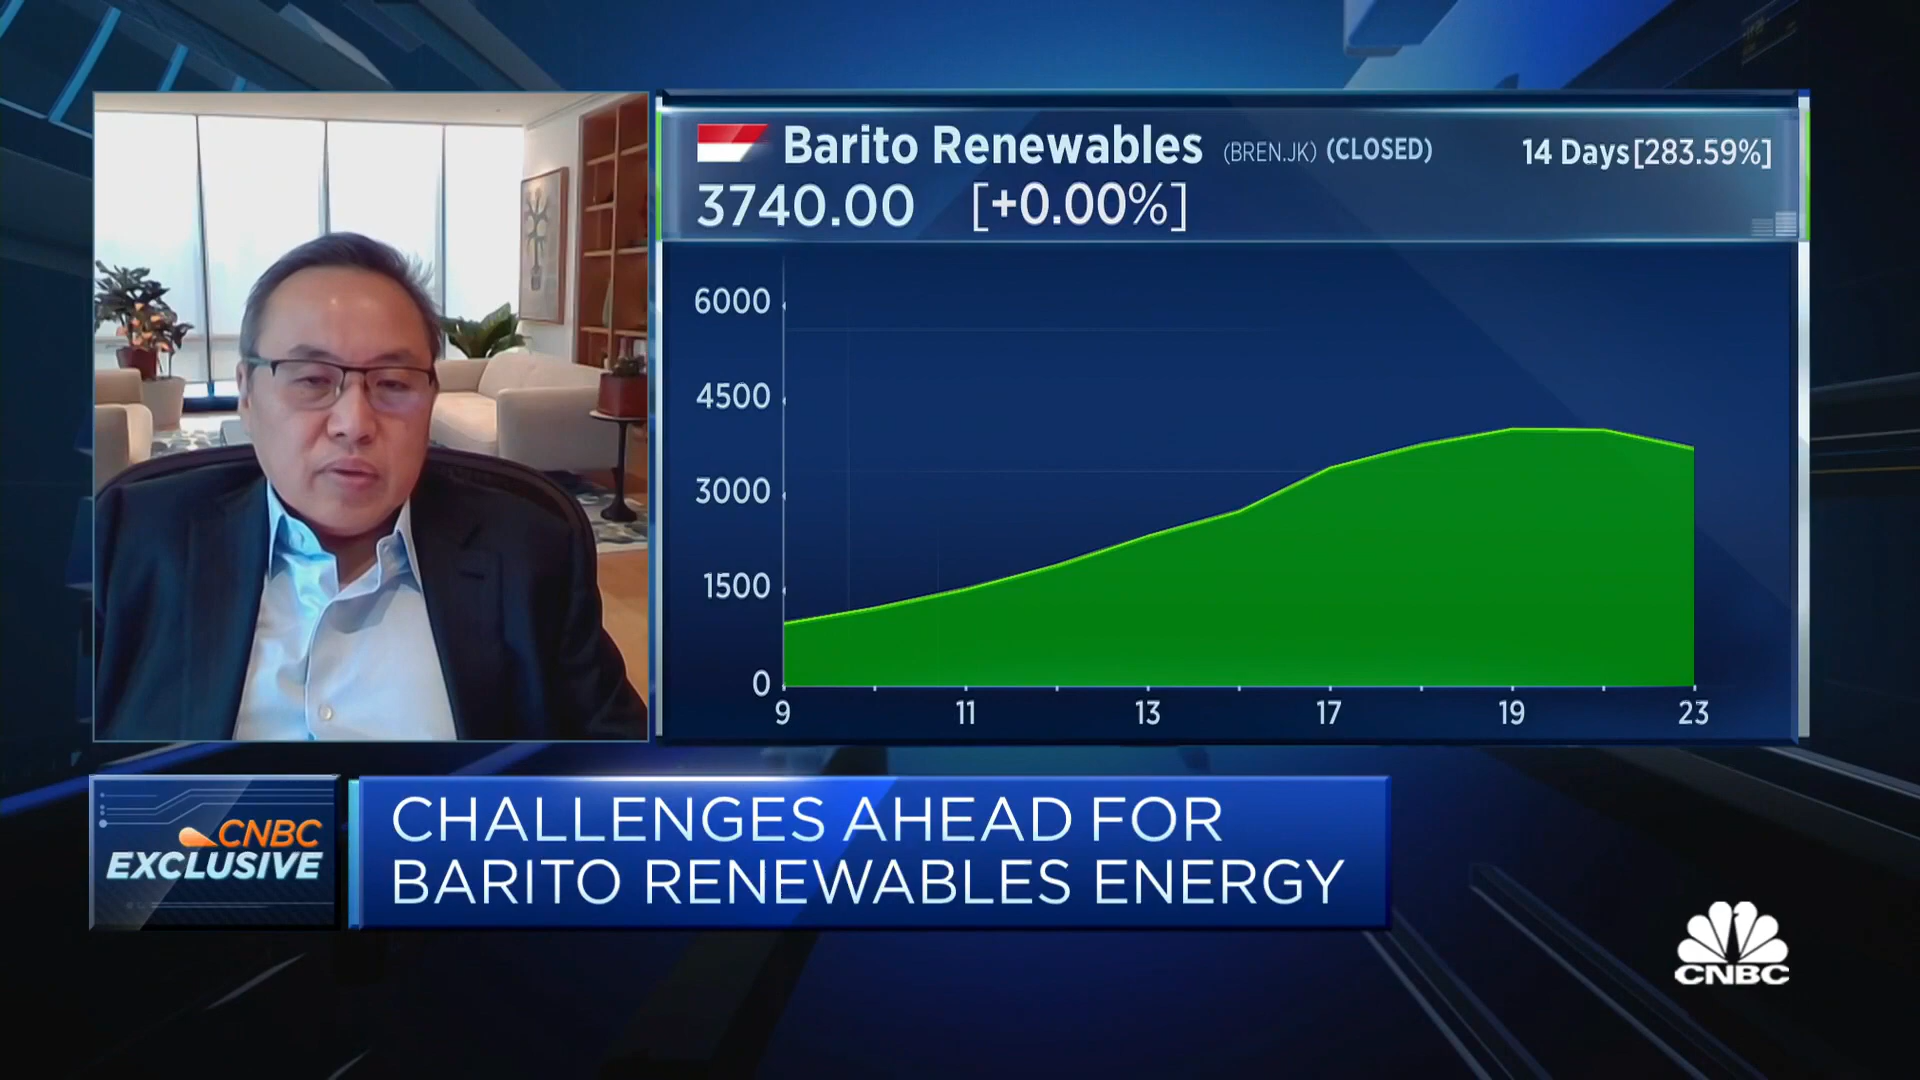 Barito Renewables (BREN.JK) (CLOSED) 14 Days[283.59%]
3740.00 [+0.00%]
6000
4500
3000
1500
0
9 11 13 17 19 23
CNBC
EXCLUSIVE
CHALLENGES AHEAD FOR
BARITO RENEWABLES ENERGY
CNBC